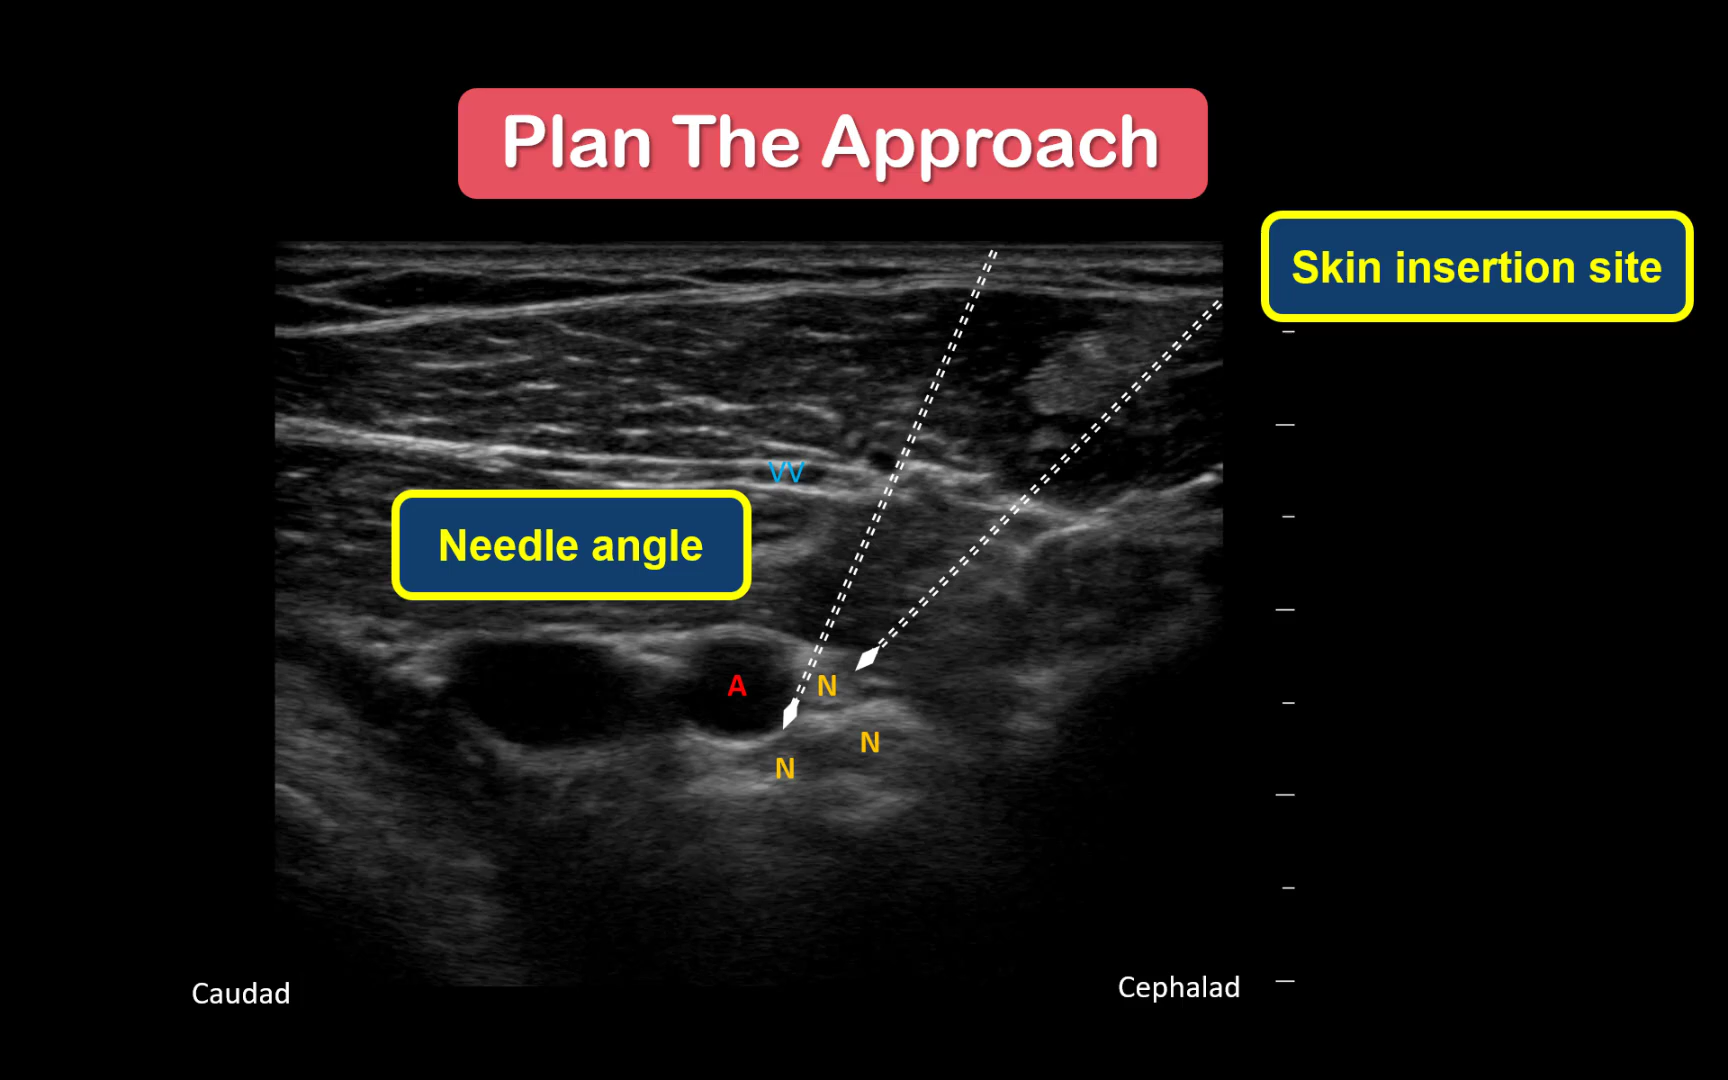 Plan The Approach
Skin insertion site
VV
Needle angle
A
N
N
N
Caudad
Cephalad